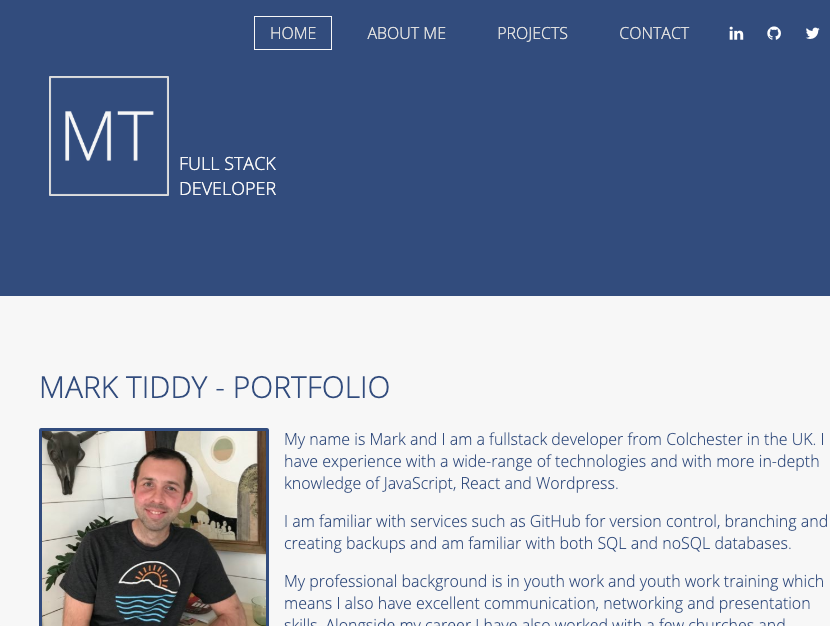 HOME ABOUT ME PROJECTS CONTACT
MT
FULL STACK
DEVELOPER
MARK TIDDY - PORTFOLIO
My name is Mark and I am a fullstack developer from Colchester in the UK. I
have experience with a wide-range of technologies and with more in-depth
knowledge of JavaScript, React and Wordpress.
I am familiar with services such as GitHub for version control, branching and
creating backups and am familiar with both SQL and noSQL databases.
My professional background is in youth work and youth work training which
means I also have excellent communication, networking and presentation
skills. Alongside my career I have also worked with a few churches and